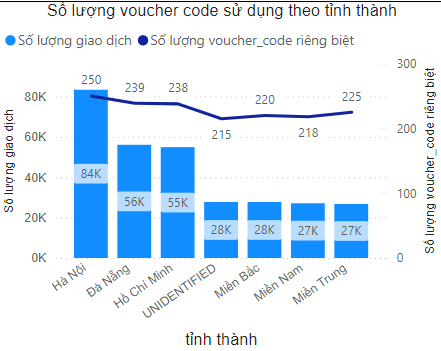 Số lượng voucher code sử dụng theo tỉnh thành
Số lượng giao dịch Số lượng voucher_code riêng biệt
Số lượng giao dịch
80K
60K
40K
20K
0K
250 239 238 215 220 218 225
84K 56K 55K 28K 28K 27K 27K
300
200
100
0
Số lượng voucher_code riêng biệt
Hà Nội
Đà Nẵng
Hồ Chí Minh
UNIDENTIFIED
Miền Bắc
Miền Nam
Miền Trung
tỉnh thành